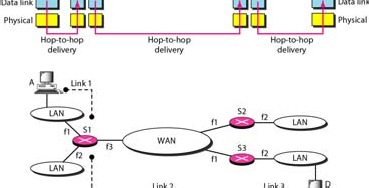 Data link
Data link
Physical
Physical
Hop-to-hop
delivery
Hop-to-hop
delivery
Hop-to-hop
delivery
A
Link 1
LAN
f1
S1
f2
f3
LAN
WAN
f1
S2
f2
LAN
f1
S3
f2
LAN
Link 2
Link 3
D